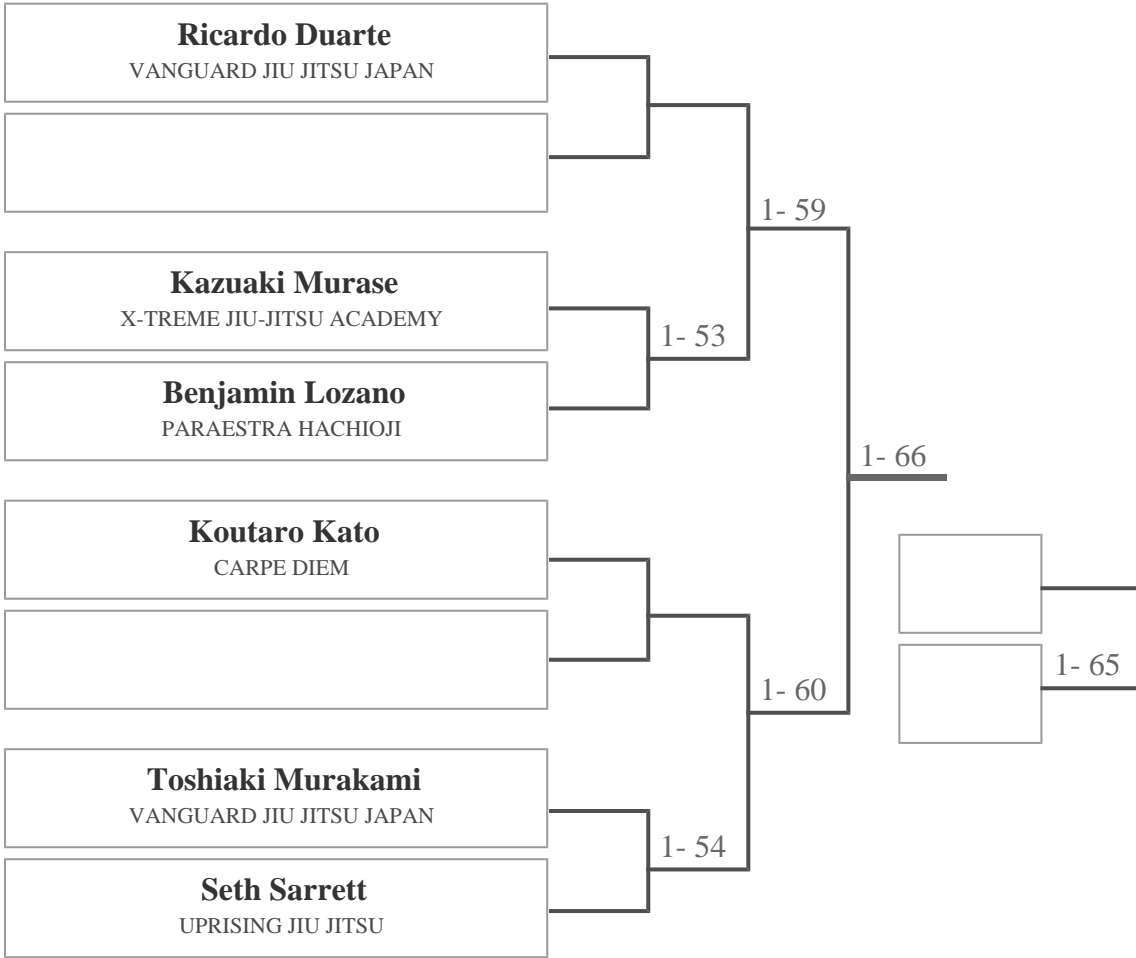 Ricardo Duarte
VANGUARD JIU JITSU JAPAN
1- 59
Kazuaki Murase
X-TREME JIU-JITSU ACADEMY
1- 53
Benjamin Lozano
PARAESTRA HACHIOJI
1- 66
Koutaro Kato
CARPE DIEM
1- 65
1- 60
Toshiaki Murakami
VANGUARD JIU JITSU JAPAN
1- 54
Seth Sarrett
UPRISING JIU JITSU